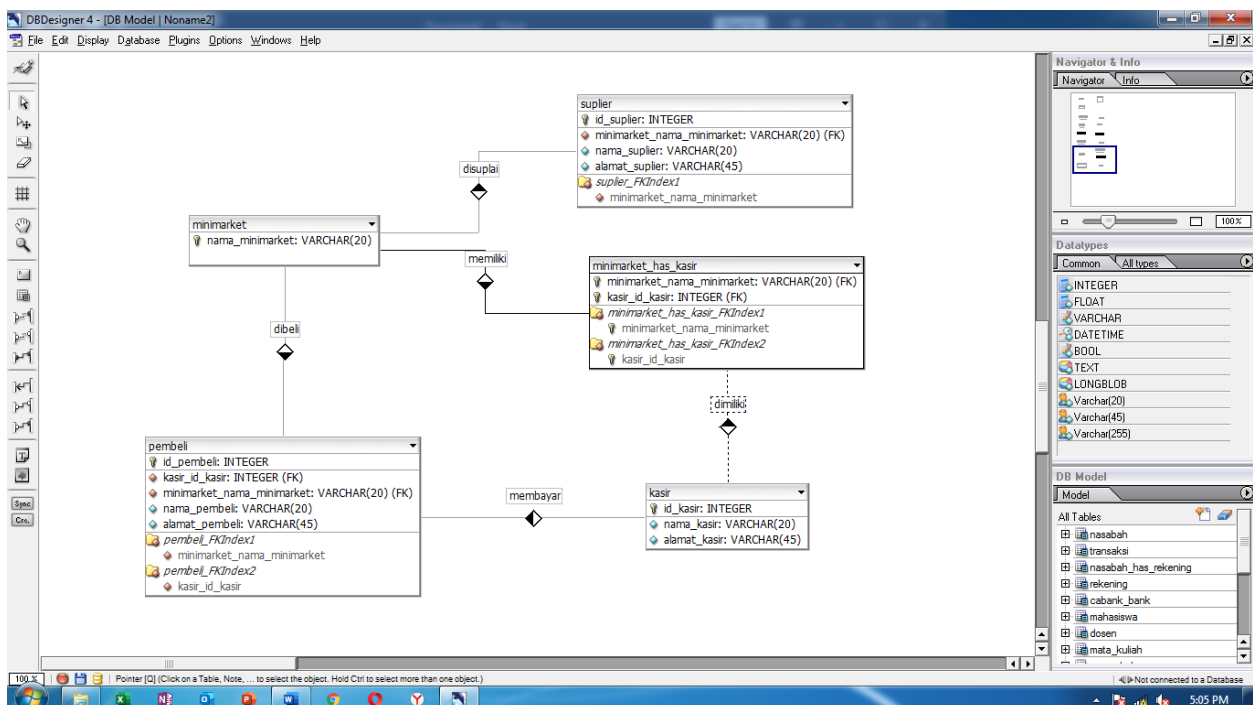 DBDesigner 4 - [DB Model | Noname2]
File Edit Display Database Plugins Options Windows Help
Navigator & Info
Navigator Info
100 %
Datatypes
Common All types
INTEGER
FLOAT
VARCHAR
DATETIME
BOOL
TEXT
LONGBLOB
Varchar(20)
Varchar(45)
Varchar(255)
DB Model
Model
All Tables
nasabah
transaksi
nasabah_has_rekening
rekening
cabank_bank
mahasiswa
dosen
mata_kuliah
suplier
id_suplier: INTEGER
minimarket_nama_minimarket: VARCHAR(20) (FK)
nama_suplier: VARCHAR(20)
alamat_suplier: VARCHAR(45)
suplier_FKIndex1
minimarket_nama_minimarket
disuplai
minimarket
nama_minimarket: VARCHAR(20)
memiliki
minimarket_has_kasir
minimarket_nama_minimarket: VARCHAR(20) (FK)
kasir_id_kasir: INTEGER (FK)
minimarket_has_kasir_FKIndex1
minimarket_nama_minimarket
minimarket_has_kasir_FKIndex2
kasir_id_kasir
dibeli
dimiliki
pembeli
id_pembeli: INTEGER
kasir_id_kasir: INTEGER (FK)
minimarket_nama_minimarket: VARCHAR(20) (FK)
nama_pembeli: VARCHAR(20)
alamat_pembeli: VARCHAR(45)
pembeli_FKIndex1
minimarket_nama_minimarket
pembeli_FKIndex2
kasir_id_kasir
membayar
kasir
id_kasir: INTEGER
nama_kasir: VARCHAR(20)
alamat_kasir: VARCHAR(45)
Sync
Cre.
100 %
Pointer [Q] (Click on a Table, Note, ... to select the object. Hold Ctrl to select more than one object.)
Not connected to a Database
5:05 PM